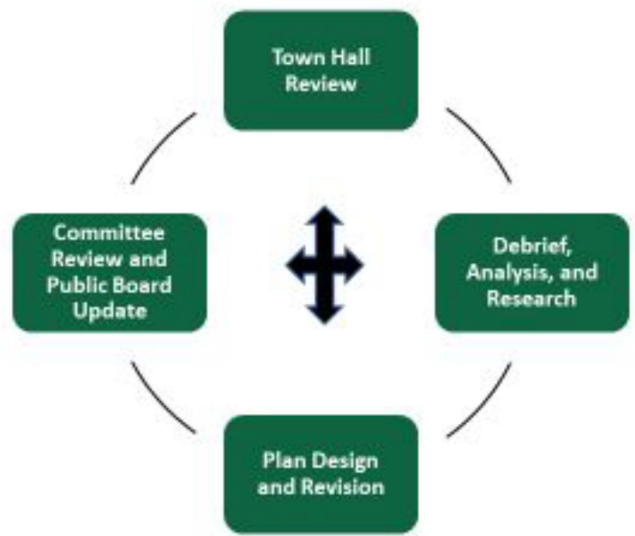 Town Hall
Review
Committee
Review and
Public Board
Update
Debrief,
Analysis, and
Research
Plan Design
and Revision